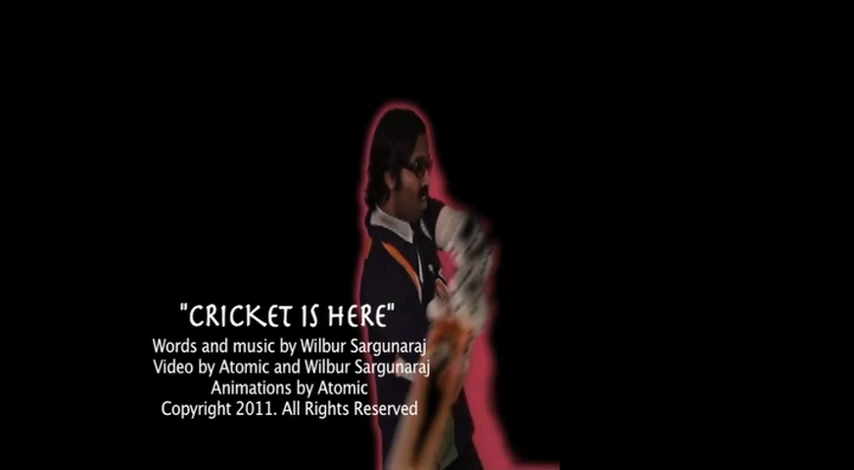 "CRICKET IS HERE"
Words and music by Wilbur Sargunaraj
Video by Atomic and Wilbur Sargunaraj
Animations by Atomic
Copyright 2011. All Rights Reserved